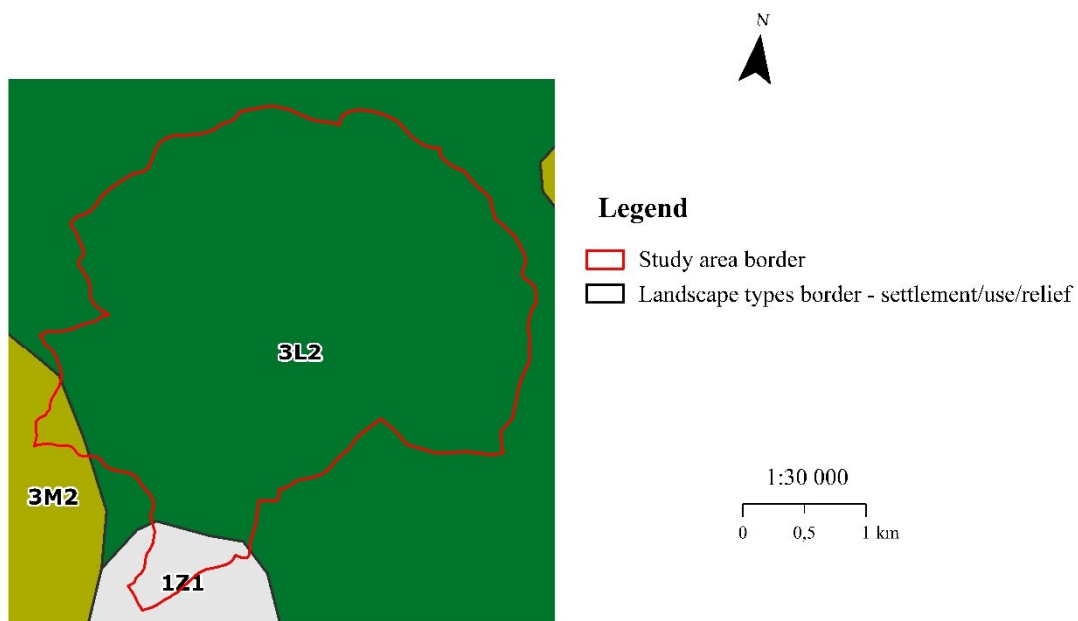 N
3L2
3M2
1Z1
Legend
Study area border
Landscape types border - settlement/use/relief
1:30 000
0 0,5 1 km